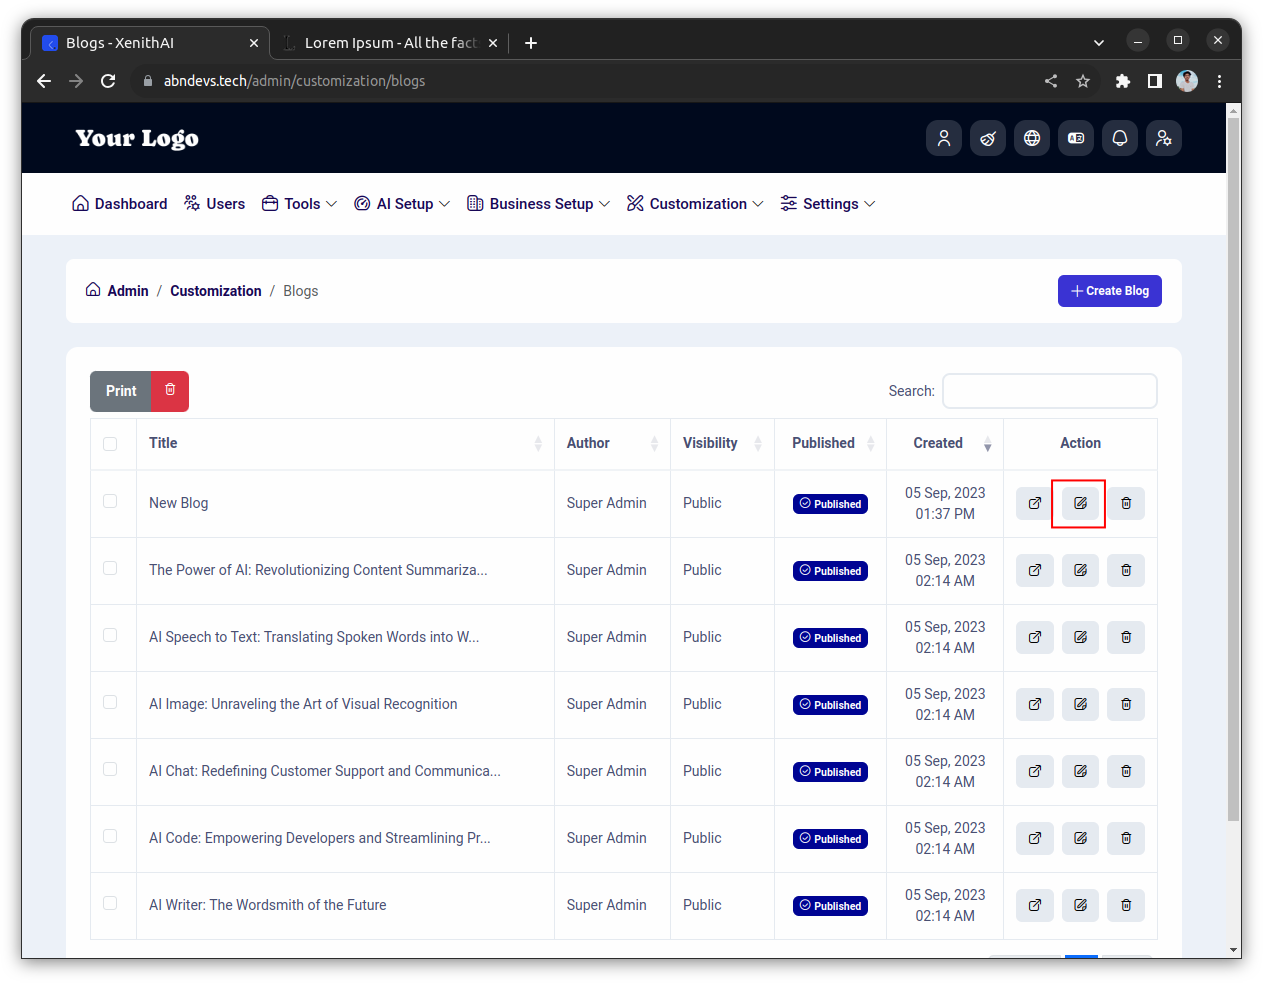 Blogs - XenithAI
Lorem Ipsum - All the fact
abndevs.tech/admin/customization/blogs
Your Logo
Dashboard Users Tools AI Setup Business Setup Customization Settings
Admin / Customization / Blogs
Create Blog
Print
Search:
Title Author Visibility Published Created Action
New Blog Super Admin Public Published 05 Sep, 2023
01:37 PM
The Power of AI: Revolutionizing Content Summariza... Super Admin Public Published 05 Sep, 2023
02:14 AM
AI Speech to Text: Translating Spoken Words into W... Super Admin Public Published 05 Sep, 2023
02:14 AM
AI Image: Unraveling the Art of Visual Recognition Super Admin Public Published 05 Sep, 2023
02:14 AM
AI Chat: Redefining Customer Support and Communica... Super Admin Public Published 05 Sep, 2023
02:14 AM
AI Code: Empowering Developers and Streamlining Pr... Super Admin Public Published 05 Sep, 2023
02:14 AM
AI Writer: The Wordsmith of the Future Super Admin Public Published 05 Sep, 2023
02:14 AM